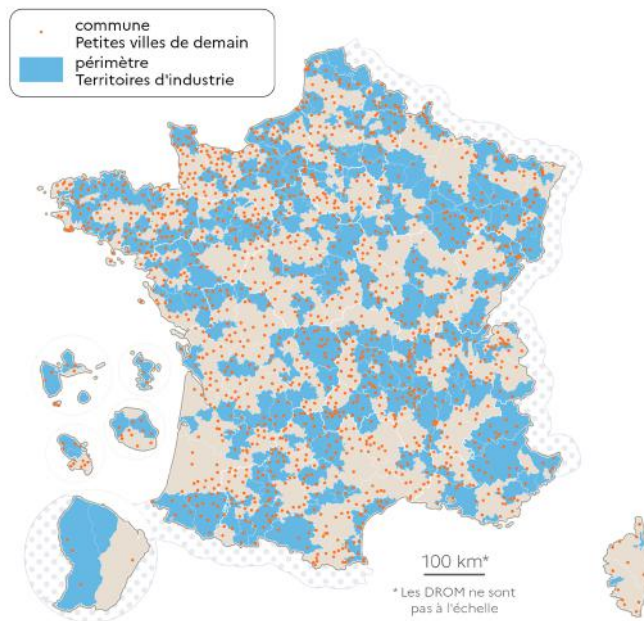 commune
Petites villes de demain
périmètre
Territoires d'industrie
100 km*
* Les DROM ne sont
pas à l'échelle